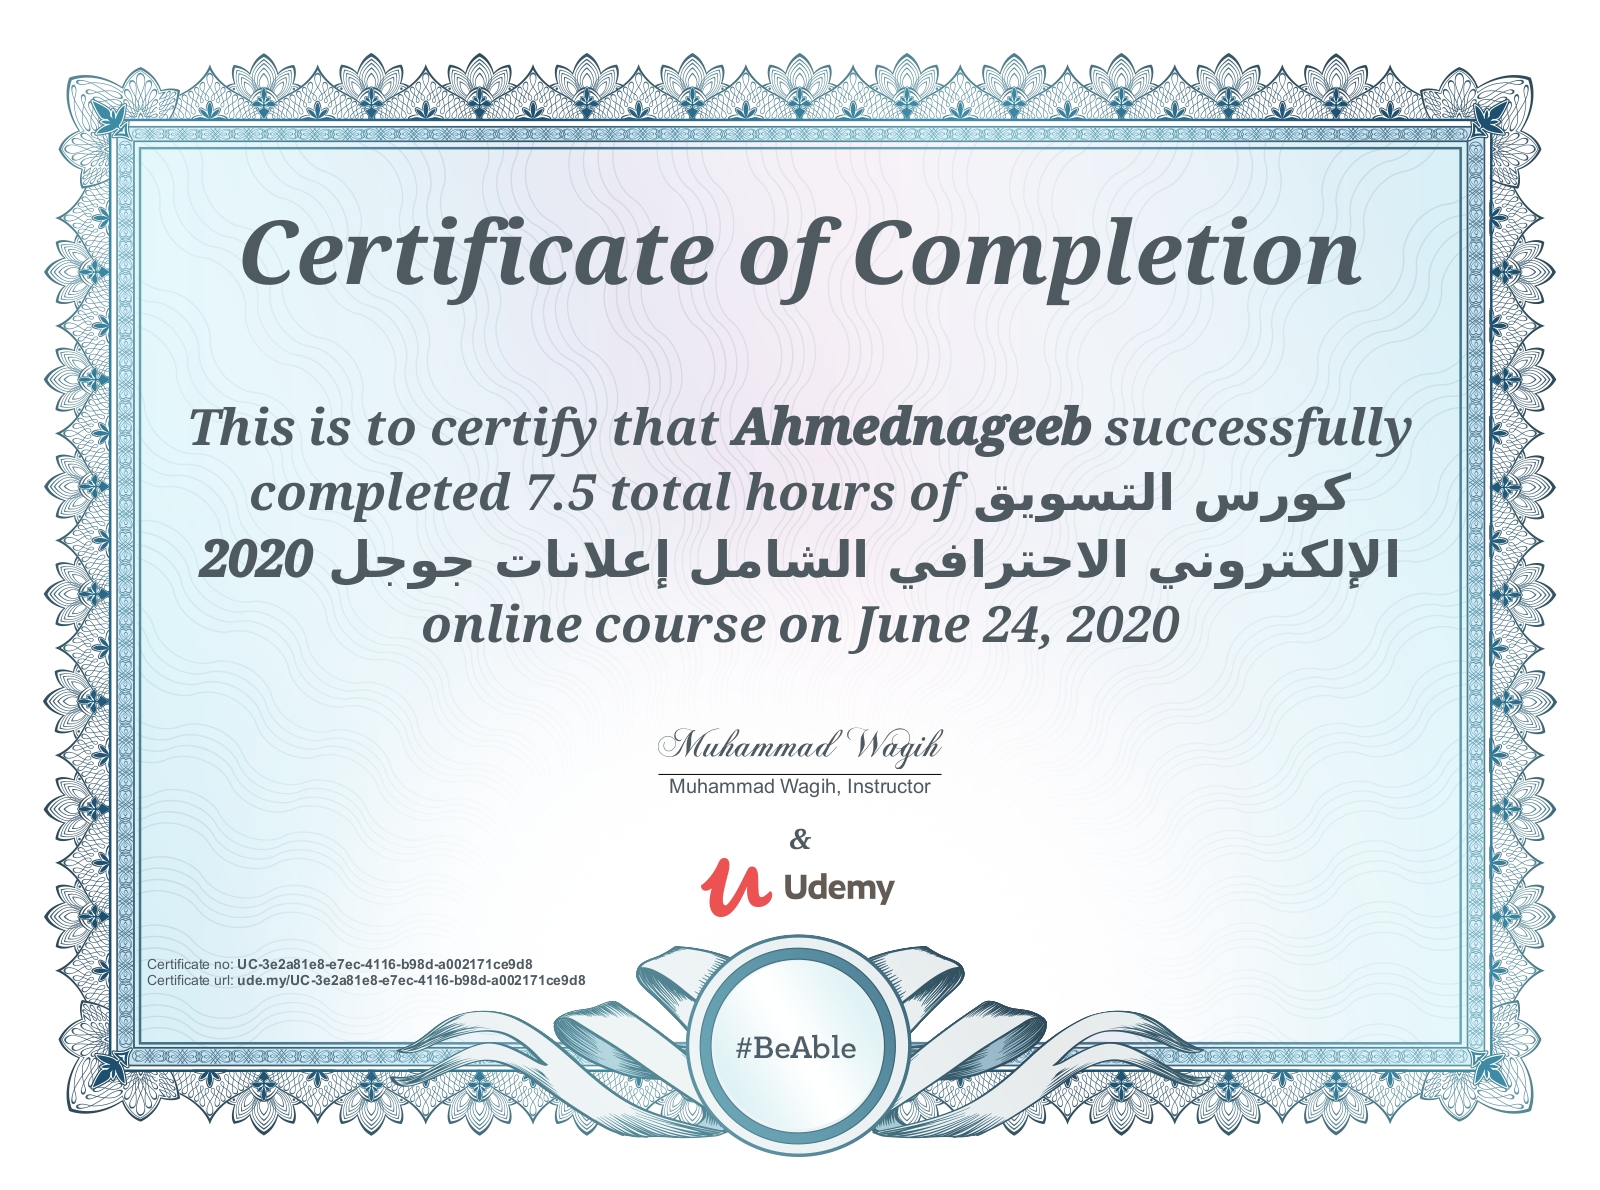 Certificate of Completion
This is to certify that Ahmednageeb successfully
completed 7.5 total hours of كورس التسويق
الإلكتروني الاحترافي الشامل إعلانات جوجل 2020
online course on June 24, 2020
Muhammad Wagih
Muhammad Wagih, Instructor
&
Udemy
Certificate no: UC-3e2a81e8-e7ec-4116-b98d-a002171ce9d8
Certificate url: ude.my/UC-3e2a81e8-e7ec-4116-b98d-a002171ce9d8
#BeAble